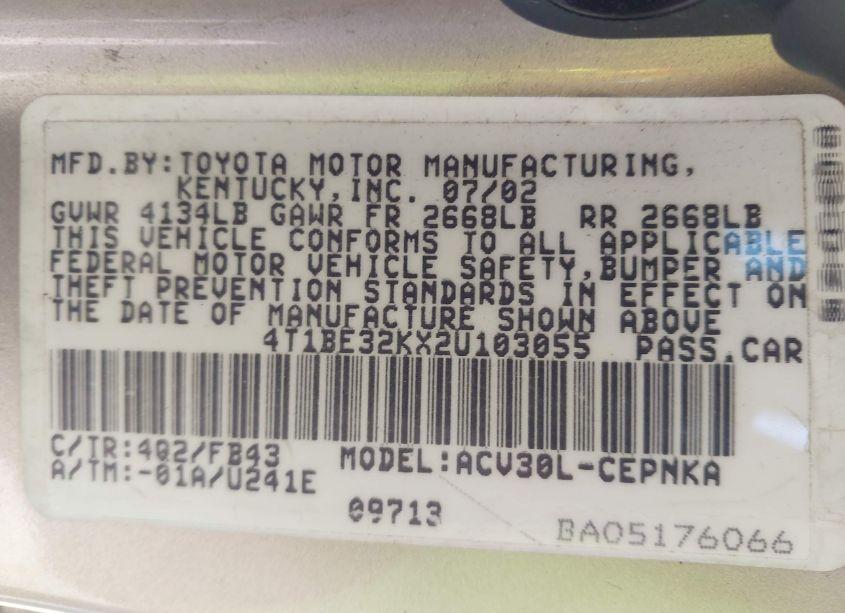 MFD.BY:TOYOTA MOTOR MANUFACTURING,
KENTUCKY,INC. 07/02
GVWR 4134LB GAWR FR 2668LB RR 2668LB
THIS VEHICLE CONFORMS TO ALL APPLICABLE
FEDERAL MOTOR VEHICLE SAFETY,BUMPER AND
THEFT PREVENTION STANDARDS IN EFFECT ON
THE DATE OF MANUFACTURE SHOWN ABOVE
4T1BE32KX2U103055 PASS.CAR
C/TR:402/FB43 MODEL:ACV30L-CEPNKA
A/TM:-01A/U241E
09713
BA05176066